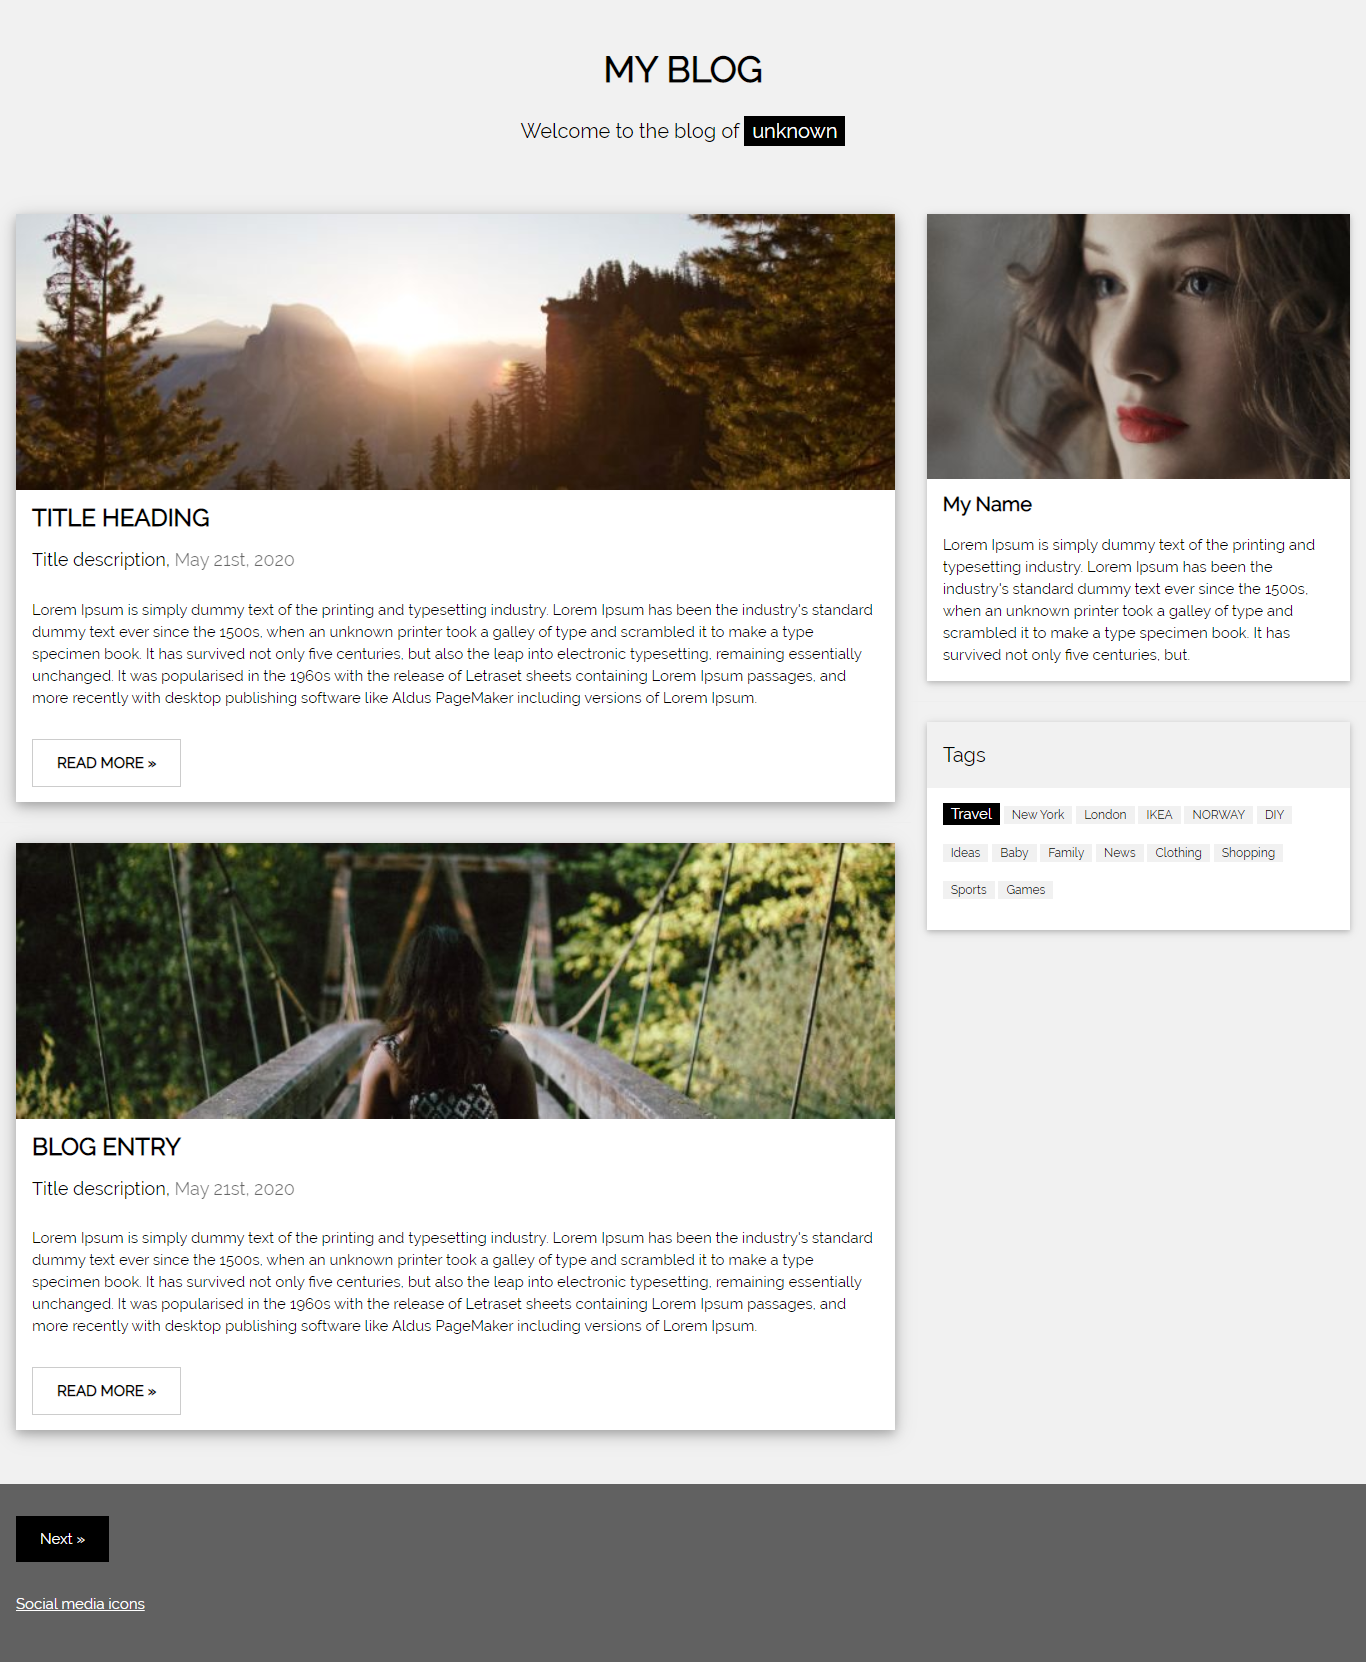 MY BLOG
Welcome to the blog of unknown
TITLE HEADING
Title description, May 21st, 2020
Lorem Ipsum is simply dummy text of the printing and typesetting industry. Lorem Ipsum has been the industry's standard
dummy text ever since the 1500s, when an unknown printer took a galley of type and scrambled it to make a type
specimen book. It has survived not only five centuries, but also the leap into electronic typesetting, remaining essentially
unchanged. It was popularised in the 1960s with the release of Letraset sheets containing Lorem Ipsum passages, and
more recently with desktop publishing software like Aldus PageMaker including versions of Lorem Ipsum.
READ MORE »
BLOG ENTRY
Title description, May 21st, 2020
Lorem Ipsum is simply dummy text of the printing and typesetting industry. Lorem Ipsum has been the industry's standard
dummy text ever since the 1500s, when an unknown printer took a galley of type and scrambled it to make a type
specimen book. It has survived not only five centuries, but also the leap into electronic typesetting, remaining essentially
unchanged. It was popularised in the 1960s with the release of Letraset sheets containing Lorem Ipsum passages, and
more recently with desktop publishing software like Aldus PageMaker including versions of Lorem Ipsum.
READ MORE »
My Name
Lorem Ipsum is simply dummy text of the printing and
typesetting industry. Lorem Ipsum has been the
industry's standard dummy text ever since the 1500s,
when an unknown printer took a galley of type and
scrambled it to make a type specimen book. It has
survived not only five centuries, but.
Tags
Travel New York London IKEA NORWAY DIY
Ideas Baby Family News Clothing Shopping
Sports Games
Next »
Social media icons